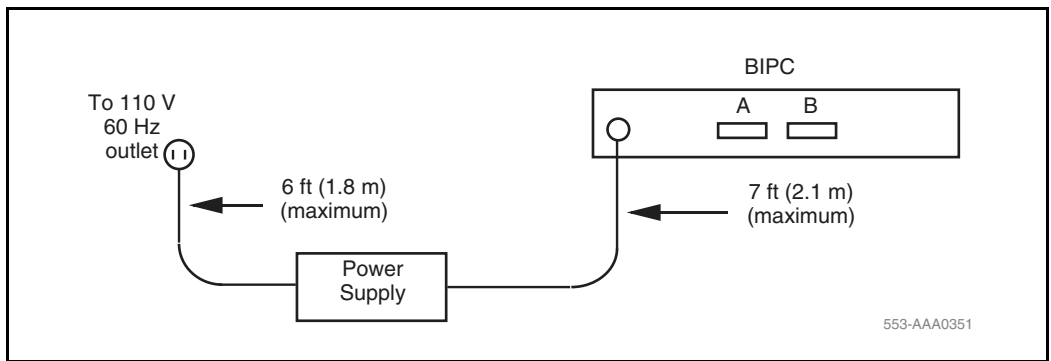 BIPC
A B
To 110 V
60 Hz
outlet
6 ft (1.8 m)
(maximum)
7 ft (2.1 m)
(maximum)
Power
Supply
553-AAA0351